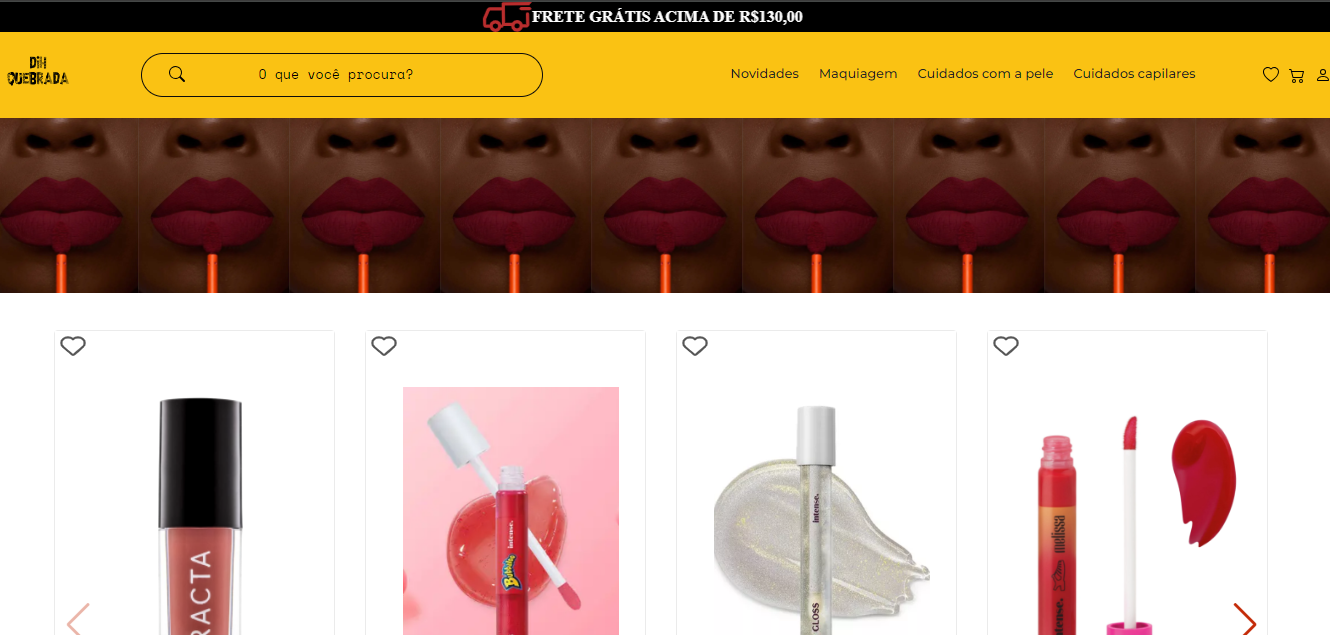 FRETE GRÁTIS ACIMA DE R$130,00
DIH
QUEBRADA
O que você procura?
Novidades Maquiagem Cuidados com a pele Cuidados capilares
RACTA
intense.
Bubbaloo
intense.
GLOSS
melissa
intense.